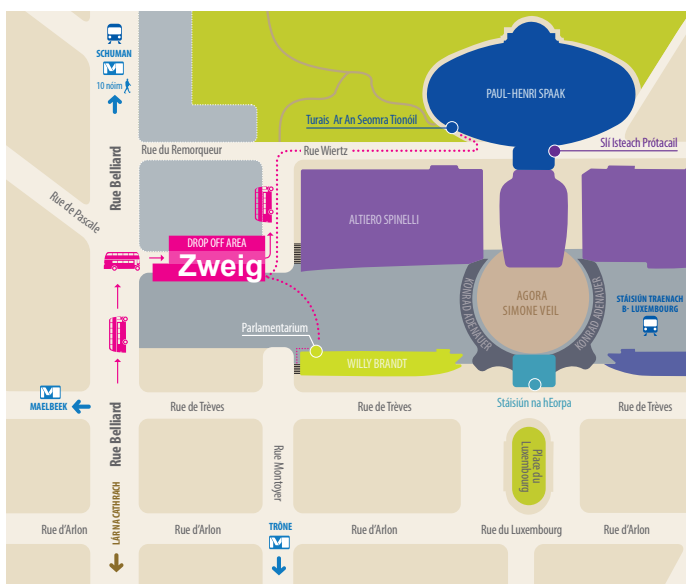 SCHUMAN
M
10 nóim
PAUL-HENRI SPAAK
Turais Ar An Seomra Tionóil
Slí Isteach Prótacail
Rue du Remorqueur
Rue Wiertz
Rue Belliard
Rue de Pascale
ALTIERO SPINELLI
DROP OFF AREA
Zweig
KONRAD ADENAUER
AGORA
SIMONE VEIL
KONRAD ADENAUER
STÁISIÚN TRAENACH
B- LUXEMBOURG
Parlamentarium
WILLY BRANDT
M
MAELBEEK
Rue de Trèves
Rue de Trèves
Stáisiún na hEorpa
Rue de Trèves
Rue Belliard
Rue Montoyer
Place du
Luxembourg
LÁR NA CATHRACH
Rue d'Arlon
Rue d'Arlon
TRÔNE
M
Rue d'Arlon
Rue du Luxembourg
Rue d'Arlon